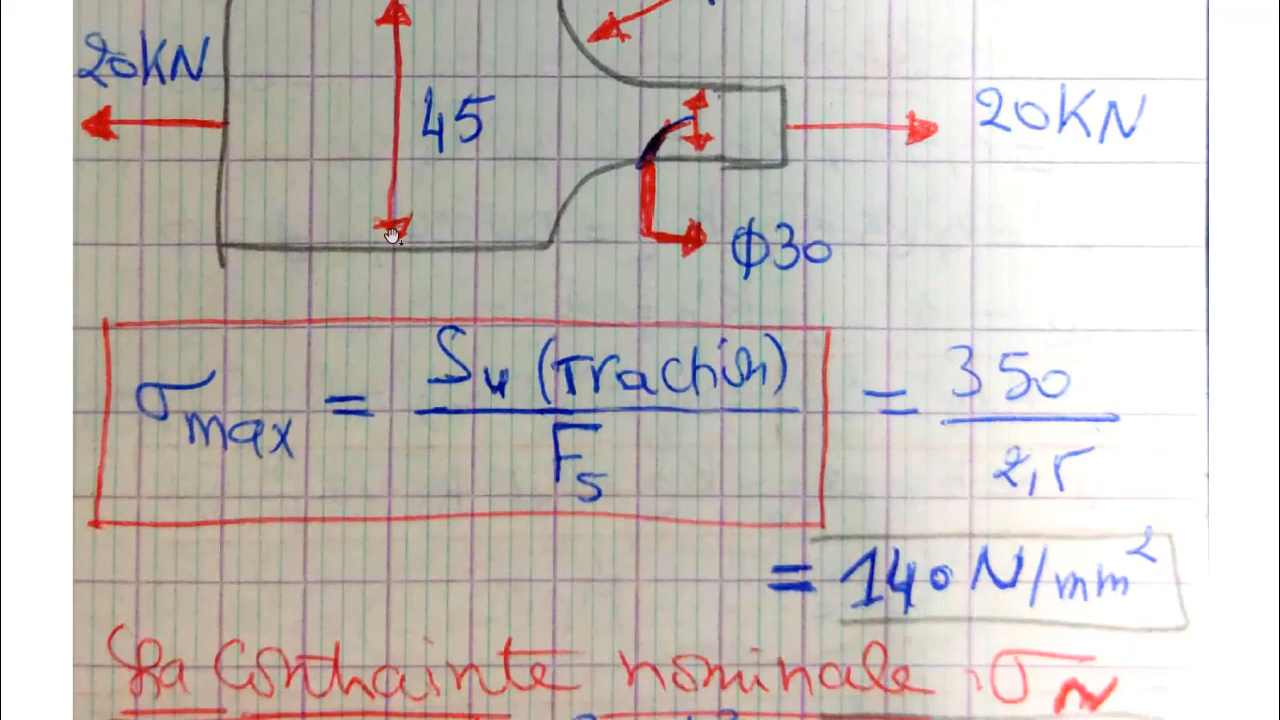 20KN
45
20KN
φ30
σmax = Su (Traction) / Fs = 350 / 2,5
= 140 N/mm²
La Contrainte nominale : σN